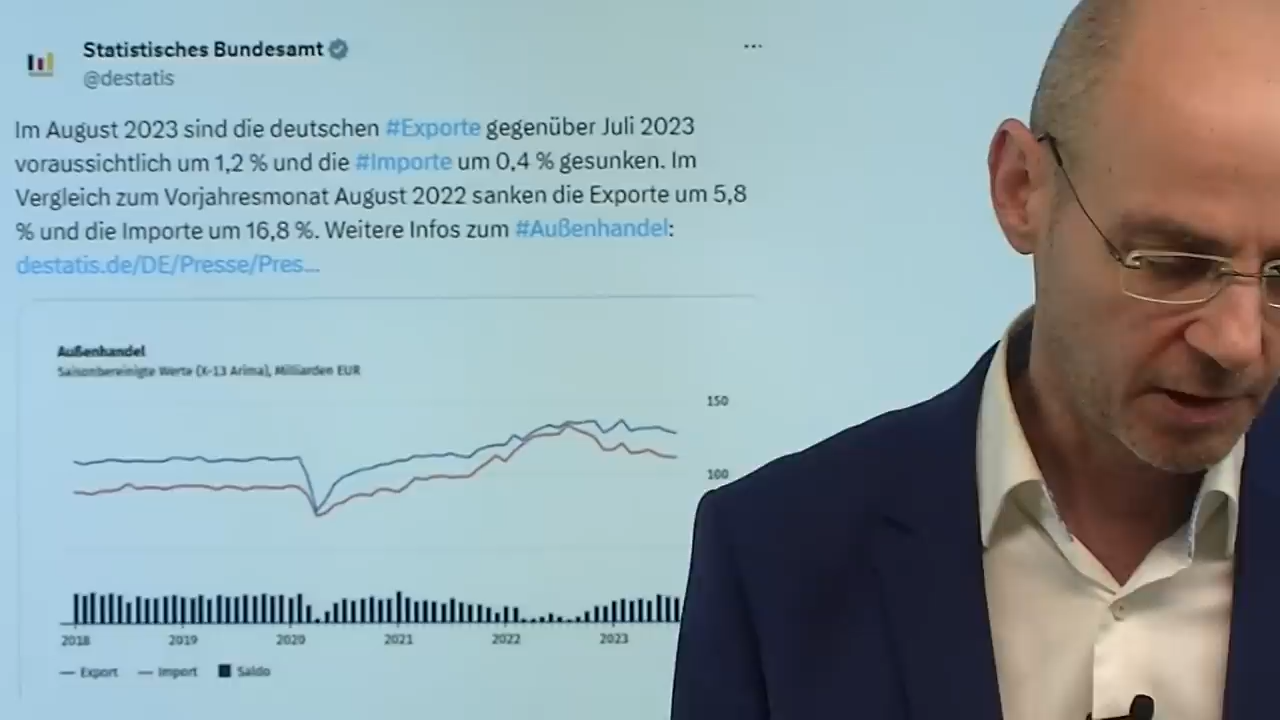 Statistisches Bundesamt
@destatis
Im August 2023 sind die deutschen #Exporte gegenüber Juli 2023
voraussichtlich um 1,2 % und die #Importe um 0,4 % gesunken. Im
Vergleich zum Vorjahresmonat August 2022 sanken die Exporte um 5,8
% und die Importe um 16,8 %. Weitere Infos zum #Außenhandel:
destatis.de/DE/Presse/Pres...
Außenhandel
Saisonbereinigte Werte (X-13 Arima), Milliarden EUR
150
100
2018 2019 2020 2021 2022 2023
Export Import Saldo